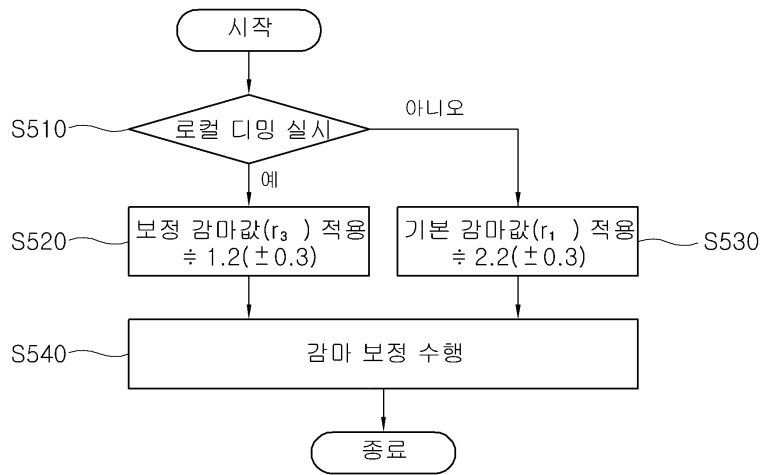 시작
아니오
S510
로컬 디밍 실시
예
S520
보정 감마값(r₃ ) 적용
≑ 1.2(±0.3)
기본 감마값(r₁ ) 적용
≑ 2.2(±0.3)
S530
S540
감마 보정 수행
종료